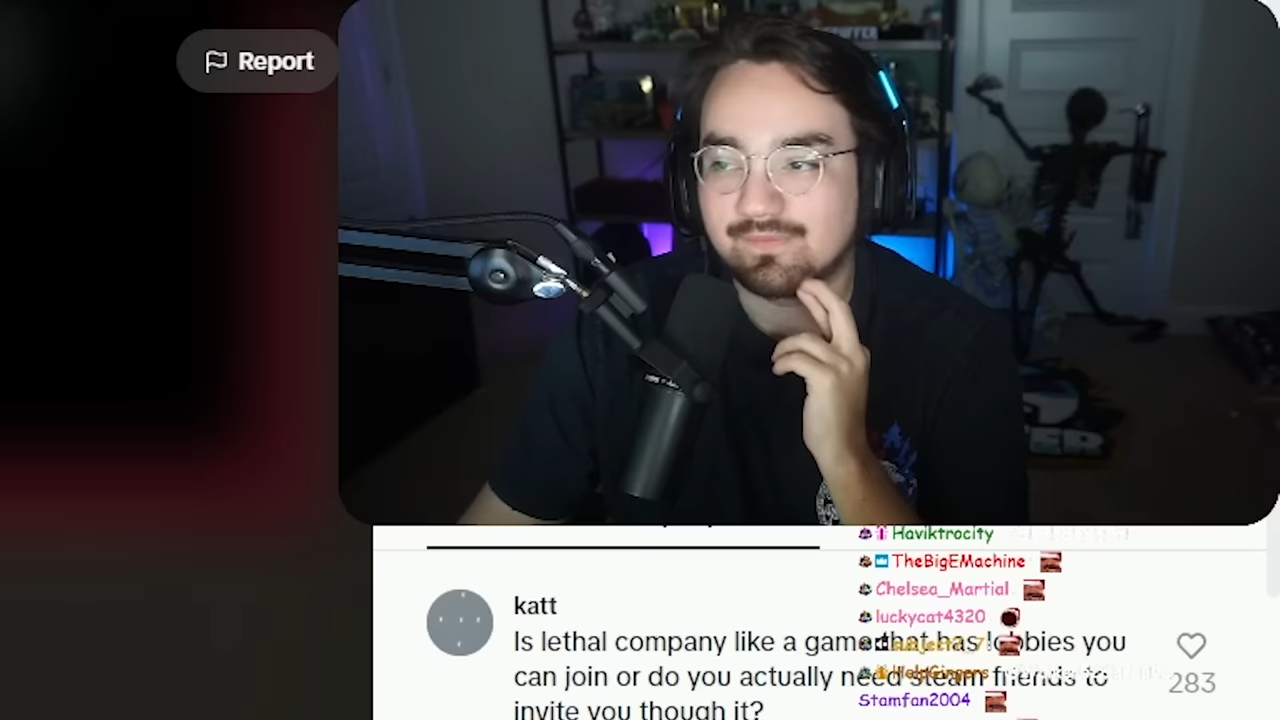 Report
Haviktrocity
TheBigEMachine
Chelsea_Martial
luckycat4320
katt
Is lethal company like a game that has lobbies you
can join or do you actually need steam friends to
invite you though it?
HelpGingers
Stamfan2004
283